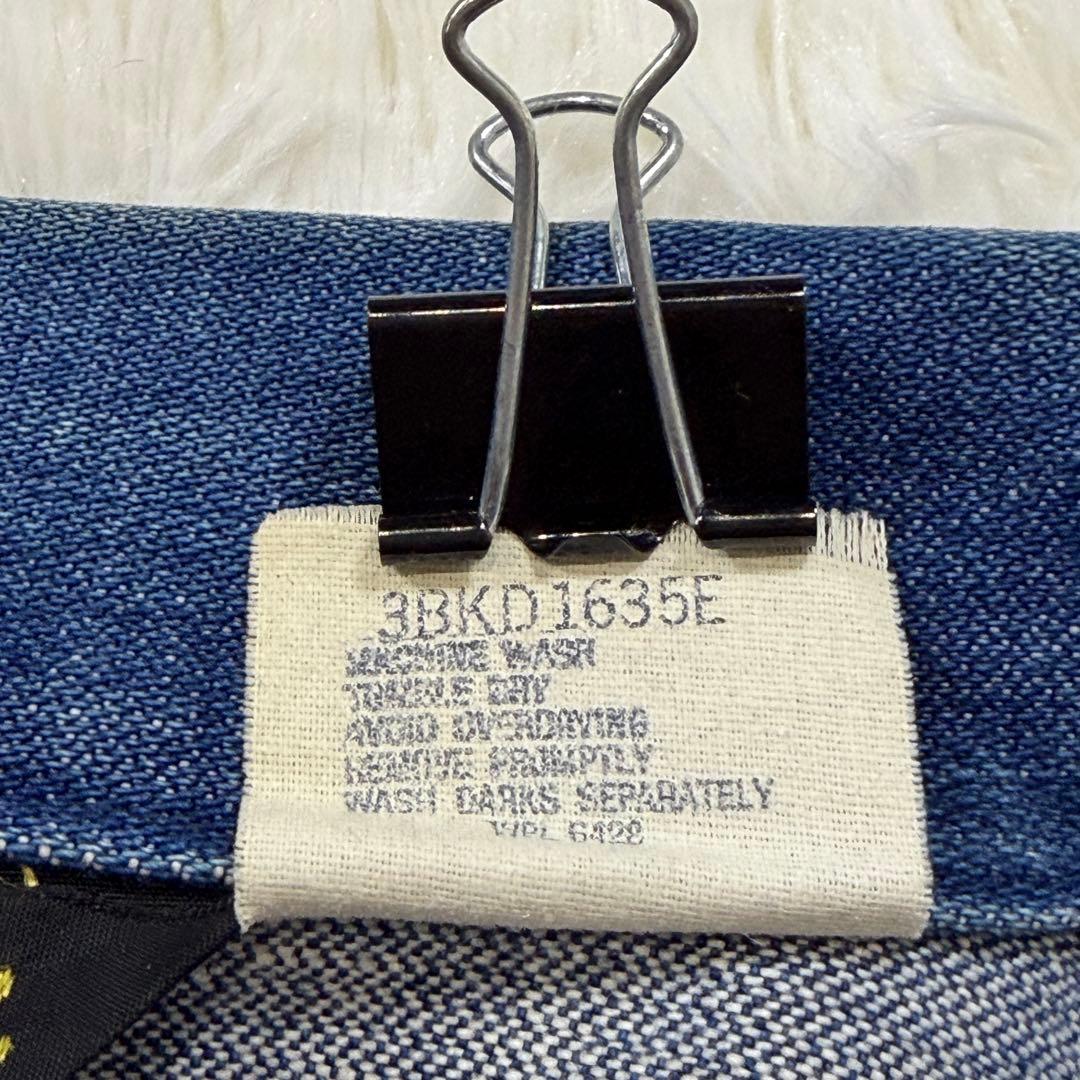 3BKD1635E
MACHINE WASH
TUMBLE DRY
AVOID OVERDRYING
REMOVE PROMPTLY
WASH DARKS SEPARATELY
WPL 6428